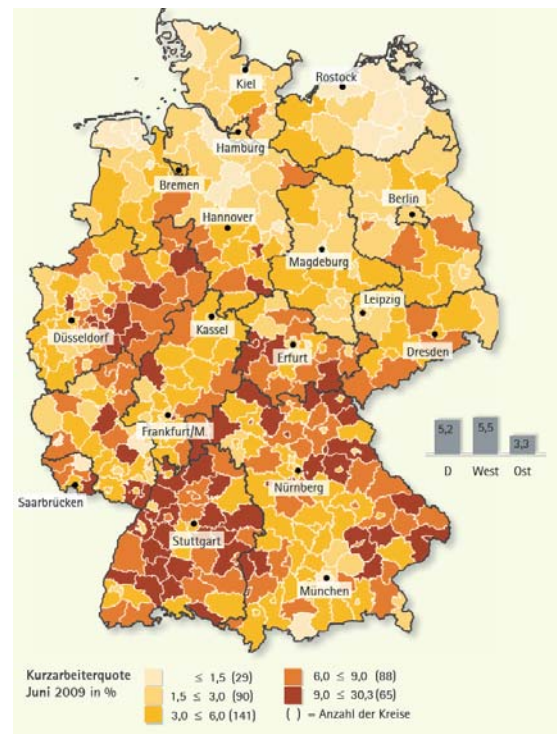 Kiel
Rostock
Hamburg
Bremen
Berlin
Hannover
Magdeburg
Leipzig
Düsseldorf
Kassel
Erfurt
Dresden
Frankfurt/M.
5,2
5,5
3,3
D
West
Ost
Nürnberg
Saarbrücken
Stuttgart
München
Kurzarbeiterquote
Juni 2009 in %
≤ 1,5 (29)
1,5 ≤ 3,0 (90)
3,0 ≤ 6,0 (141)
6,0 ≤ 9,0 (88)
9,0 ≤ 30,3 (65)
( ) = Anzahl der Kreise